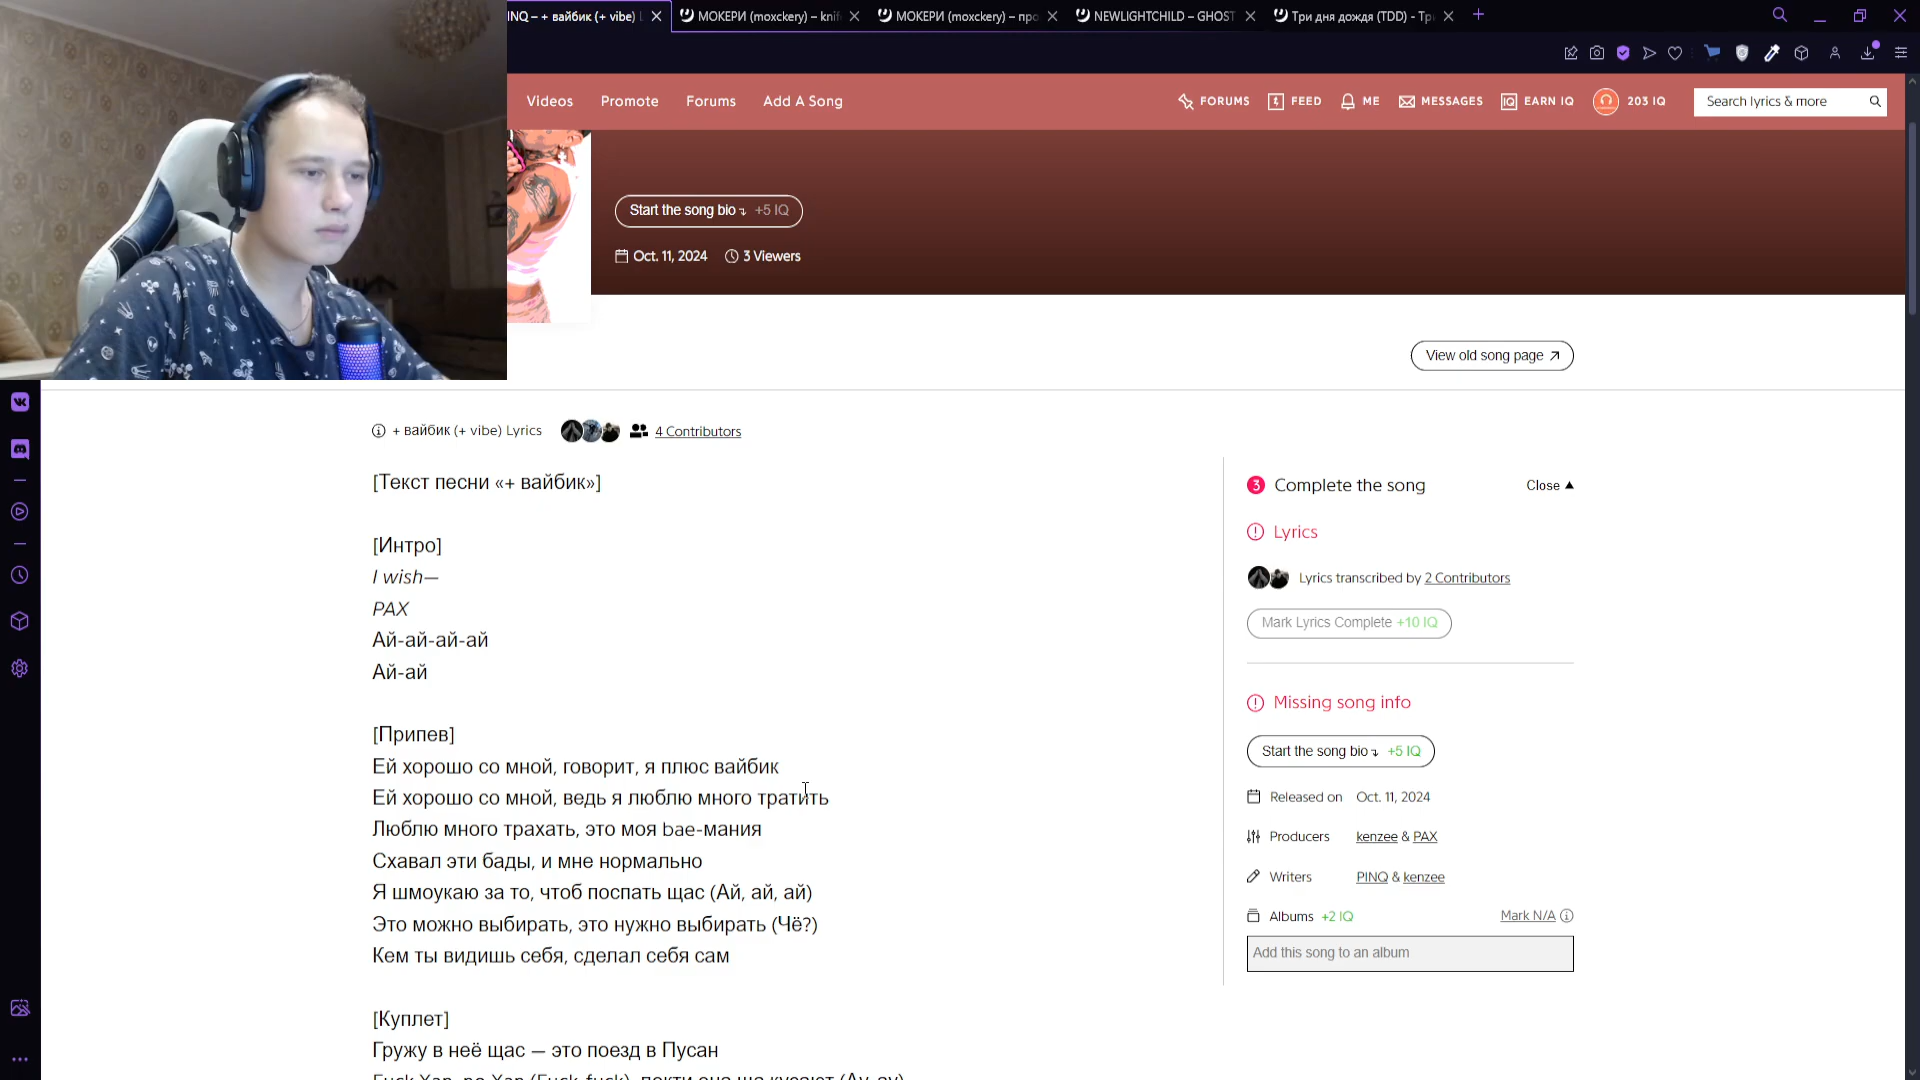 INQ – + вайбик (+ vibe)
МОКЕРИ (moxckery) – knif
МОКЕРИ (moxckery) – про
NEWLIGHTCHILD – GHOST
Три дня дождя (TDD) - Тр
Videos Promote Forums Add A Song
FORUMS FEED ME MESSAGES EARN IQ 203 IQ
Search lyrics & more
Start the song bio +5 IQ
Oct. 11, 2024 3 Viewers
View old song page
+ вайбик (+ vibe) Lyrics 4 Contributors
[Текст песни «+ вайбик»]
[Интро]
I wish—
PAX
Ай-ай-ай-ай
Ай-ай
[Припев]
Ей хорошо со мной, говорит, я плюс вайбик
Ей хорошо со мной, ведь я люблю много тратить
Люблю много трахать, это моя bae-мания
Схавал эти бады, и мне нормально
Я шмоукаю за то, чтоб поспать щас (Ай, ай, ай)
Это можно выбирать, это нужно выбирать (Чё?)
Кем ты видишь себя, сделал себя сам
[Куплет]
Гружу в неё щас — это поезд в Пусан
3 Complete the song Close
Lyrics
Lyrics transcribed by 2 Contributors
Mark Lyrics Complete +10 IQ
Missing song info
Start the song bio +5 IQ
Released on Oct. 11, 2024
Producers kenzee & PAX
Writers PINQ & kenzee
Albums +2 IQ Mark N/A
Add this song to an album